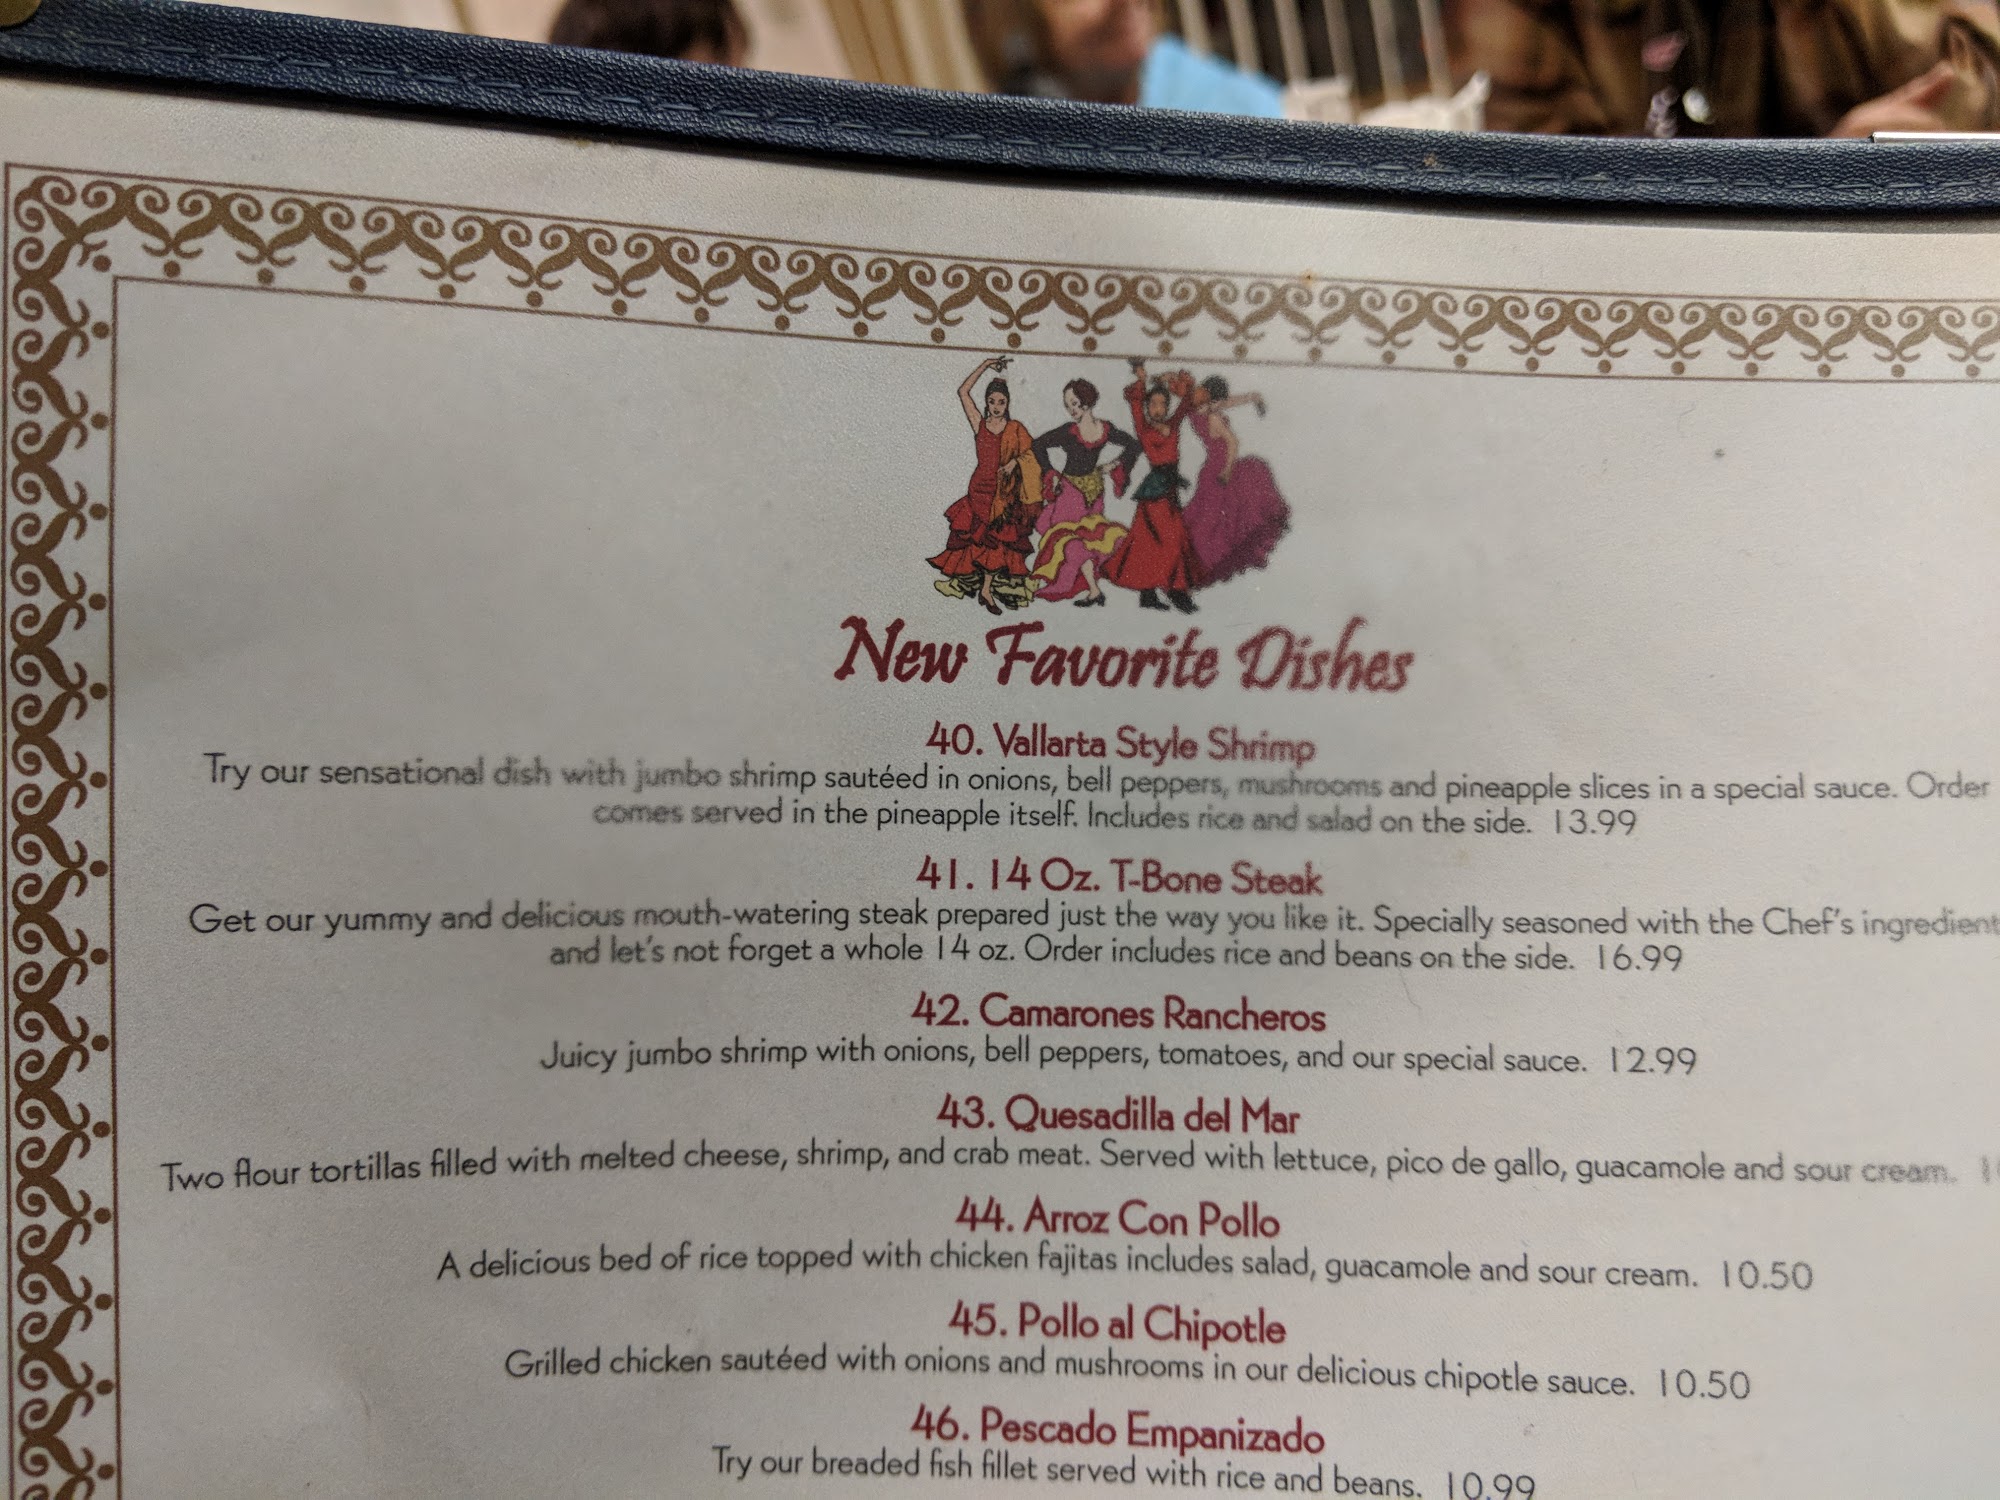 New Favorite Dishes
40. Vallarta Style Shrimp
Try our sensational dish with jumbo shrimp sautéed in onions, bell peppers, mushrooms and pineapple slices in a special sauce. Order
comes served in the pineapple itself. Includes rice and salad on the side. 13.99
41. 14 Oz. T-Bone Steak
Get our yummy and delicious mouth-watering steak prepared just the way you like it. Specially seasoned with the Chef's ingredient
and let's not forget a whole 14 oz. Order includes rice and beans on the side. 16.99
42. Camarones Rancheros
Juicy jumbo shrimp with onions, bell peppers, tomatoes, and our special sauce. 12.99
43. Quesadilla del Mar
Two flour tortillas filled with melted cheese, shrimp, and crab meat. Served with lettuce, pico de gallo, guacamole and sour cream.
44. Arroz Con Pollo
A delicious bed of rice topped with chicken fajitas includes salad, guacamole and sour cream. 10.50
45. Pollo al Chipotle
Grilled chicken sautéed with onions and mushrooms in our delicious chipotle sauce. 10.50
46. Pescado Empanizado
Try our breaded fish fillet served with rice and beans. 10.99